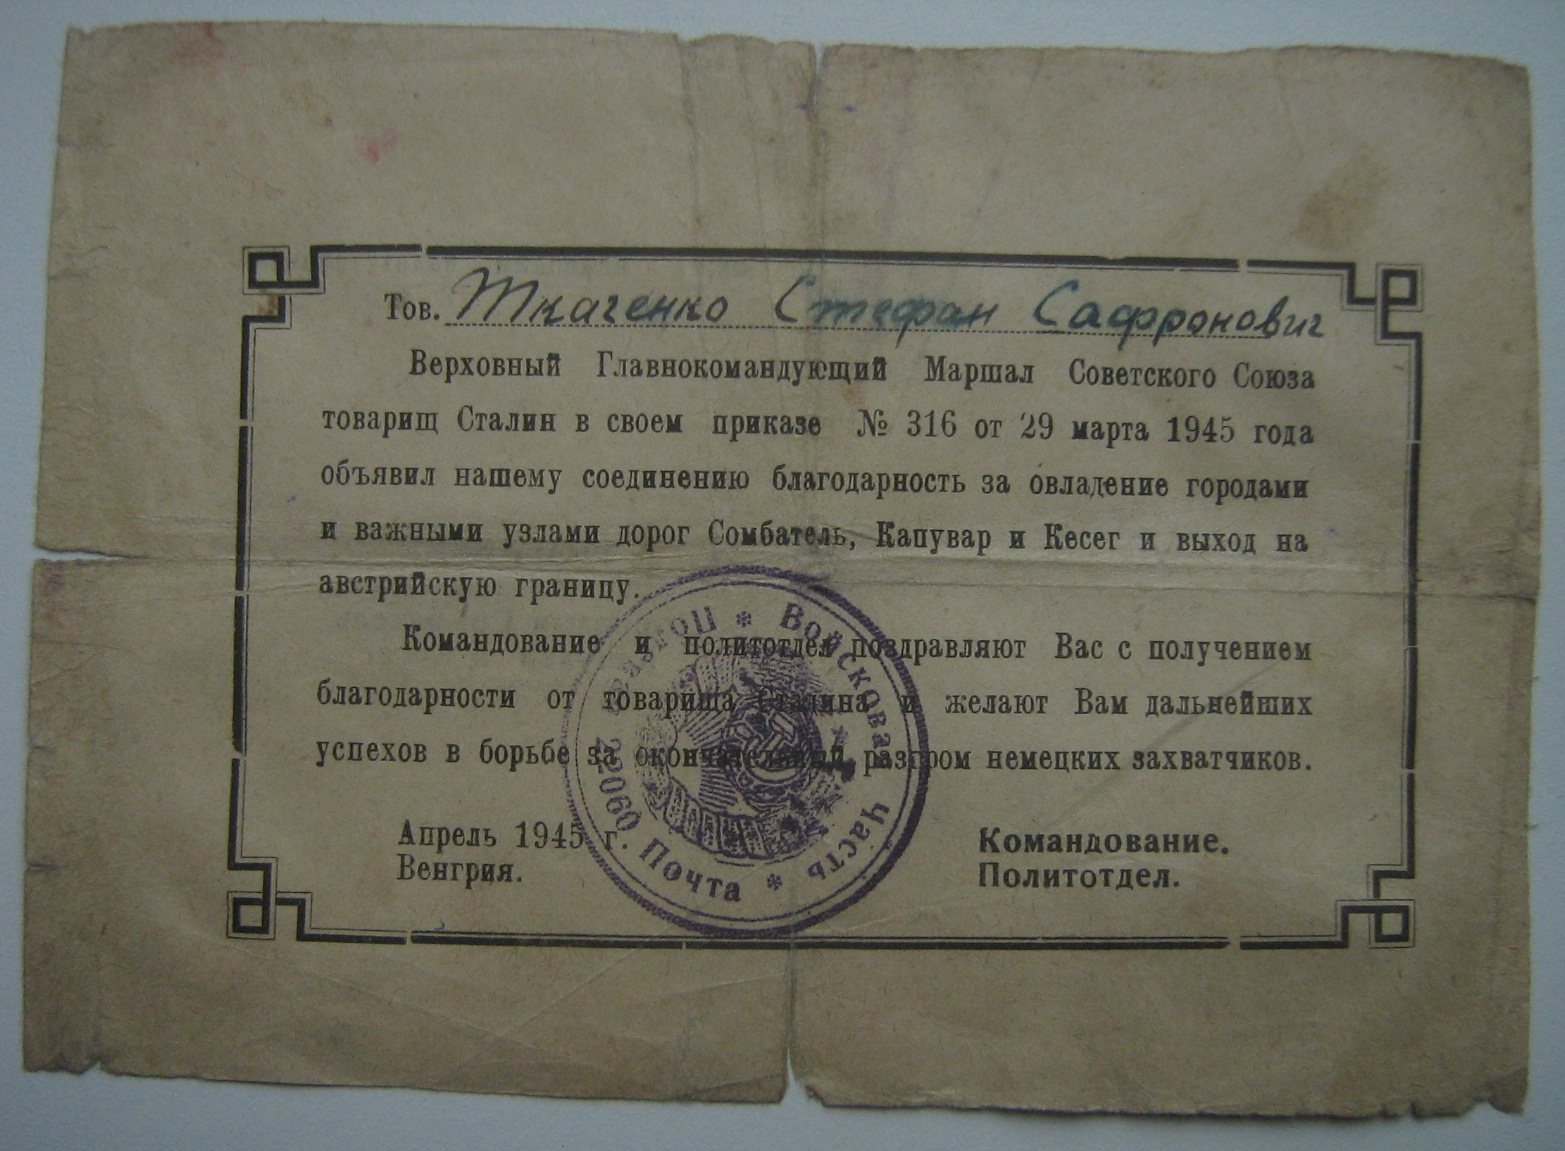 Тов. Ткаченко Стефан Сафронович
Верховный Главнокомандующий Маршал Советского Союза
товарищ Сталин в своем приказе № 316 от 29 марта 1945 года
объявил нашему соединению благодарность за овладение городами
и важными узлами дорог Сомбатель, Капувар и Кесег и выход на
австрийскую границу.
Командование и политотдел поздравляют Вас с получением
благодарности от товарища Сталина и желают Вам дальнейших
успехов в борьбе за окончательный разгром немецких захватчиков.
Апрель 1945 г.
Венгрия.
Командование.
Политотдел.
* Войсковая часть * Почта